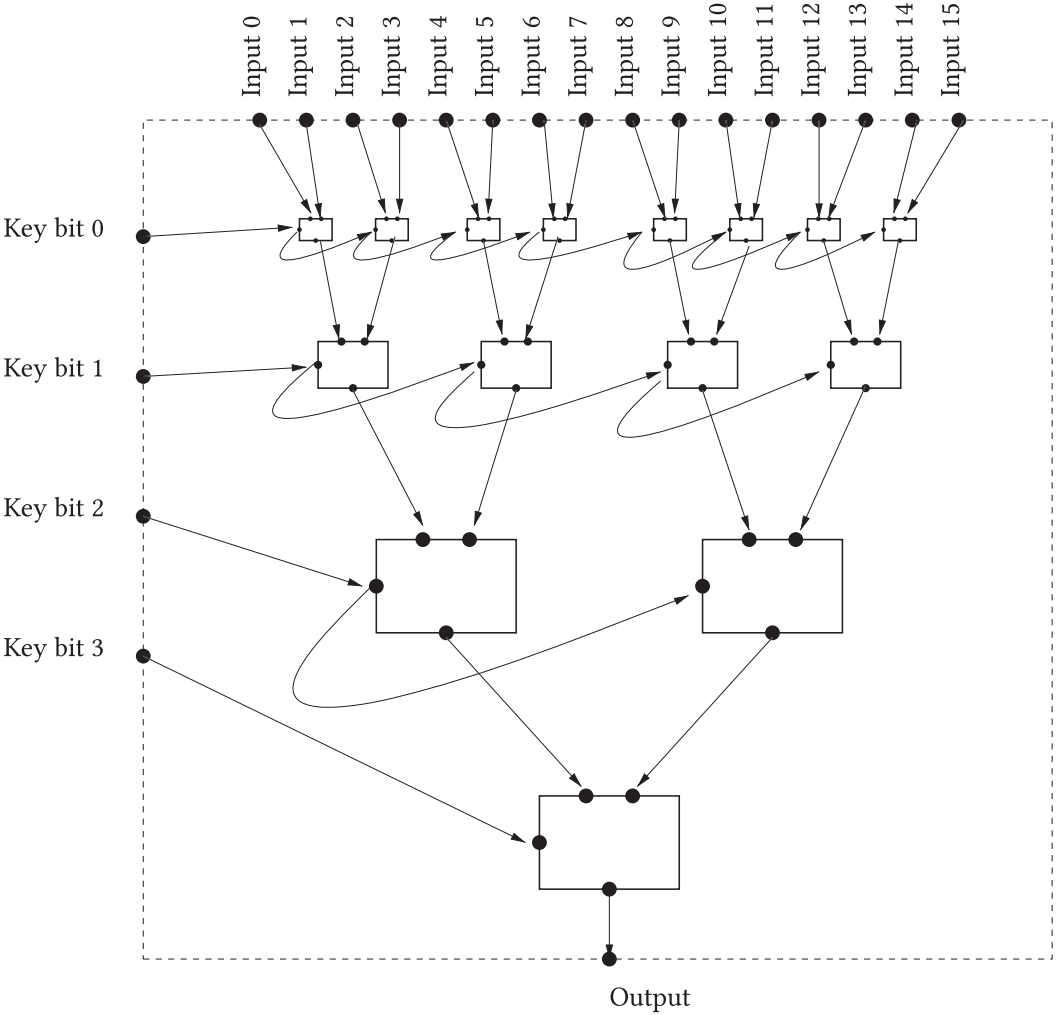 Input 0
Input 1
Input 2
Input 3
Input 4
Input 5
Input 6
Input 7
Input 8
Input 9
Input 10
Input 11
Input 12
Input 13
Input 14
Input 15
Key bit 0
Key bit 1
Key bit 2
Key bit 3
Output